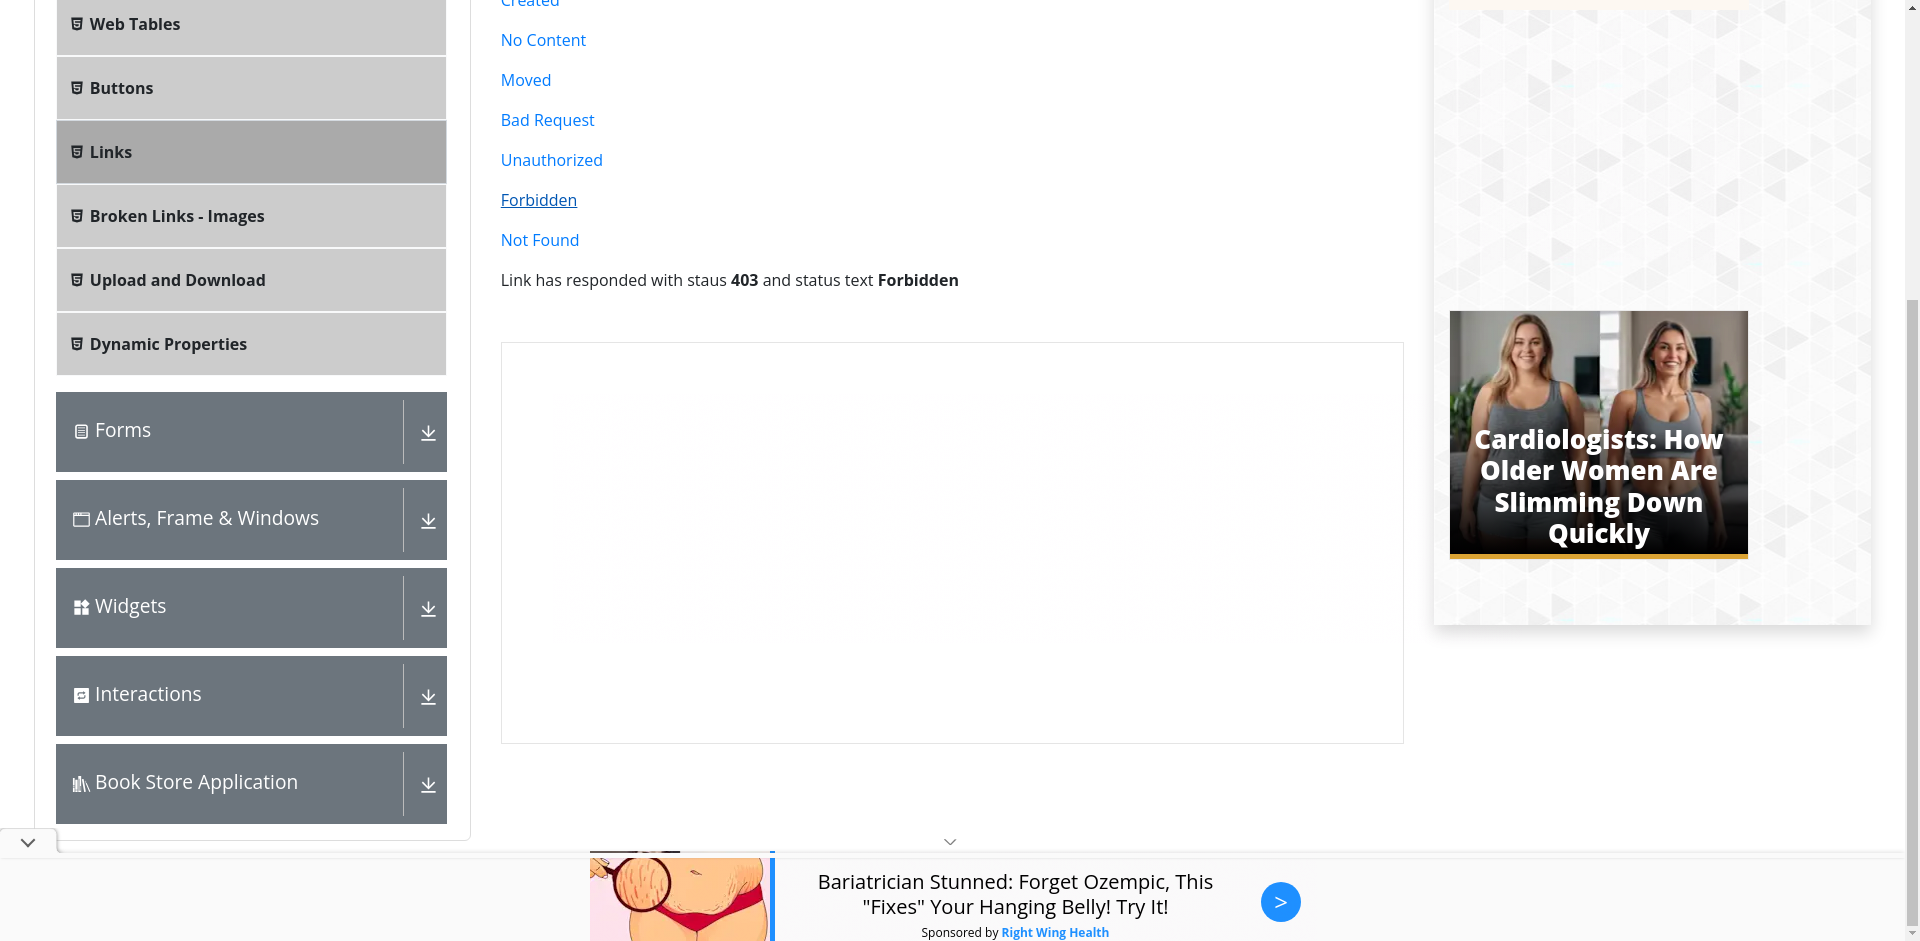 Web Tables
Buttons
Links
Broken Links - Images
Upload and Download
Dynamic Properties
Forms
Alerts, Frame & Windows
Widgets
Interactions
Book Store Application
Created
No Content
Moved
Bad Request
Unauthorized
Forbidden
Not Found
Link has responded with staus 403 and status text Forbidden
Cardiologists: How
Older Women Are
Slimming Down
Quickly
Bariatrician Stunned: Forget Ozempic, This
"Fixes" Your Hanging Belly! Try It!
Sponsored by Right Wing Health
>